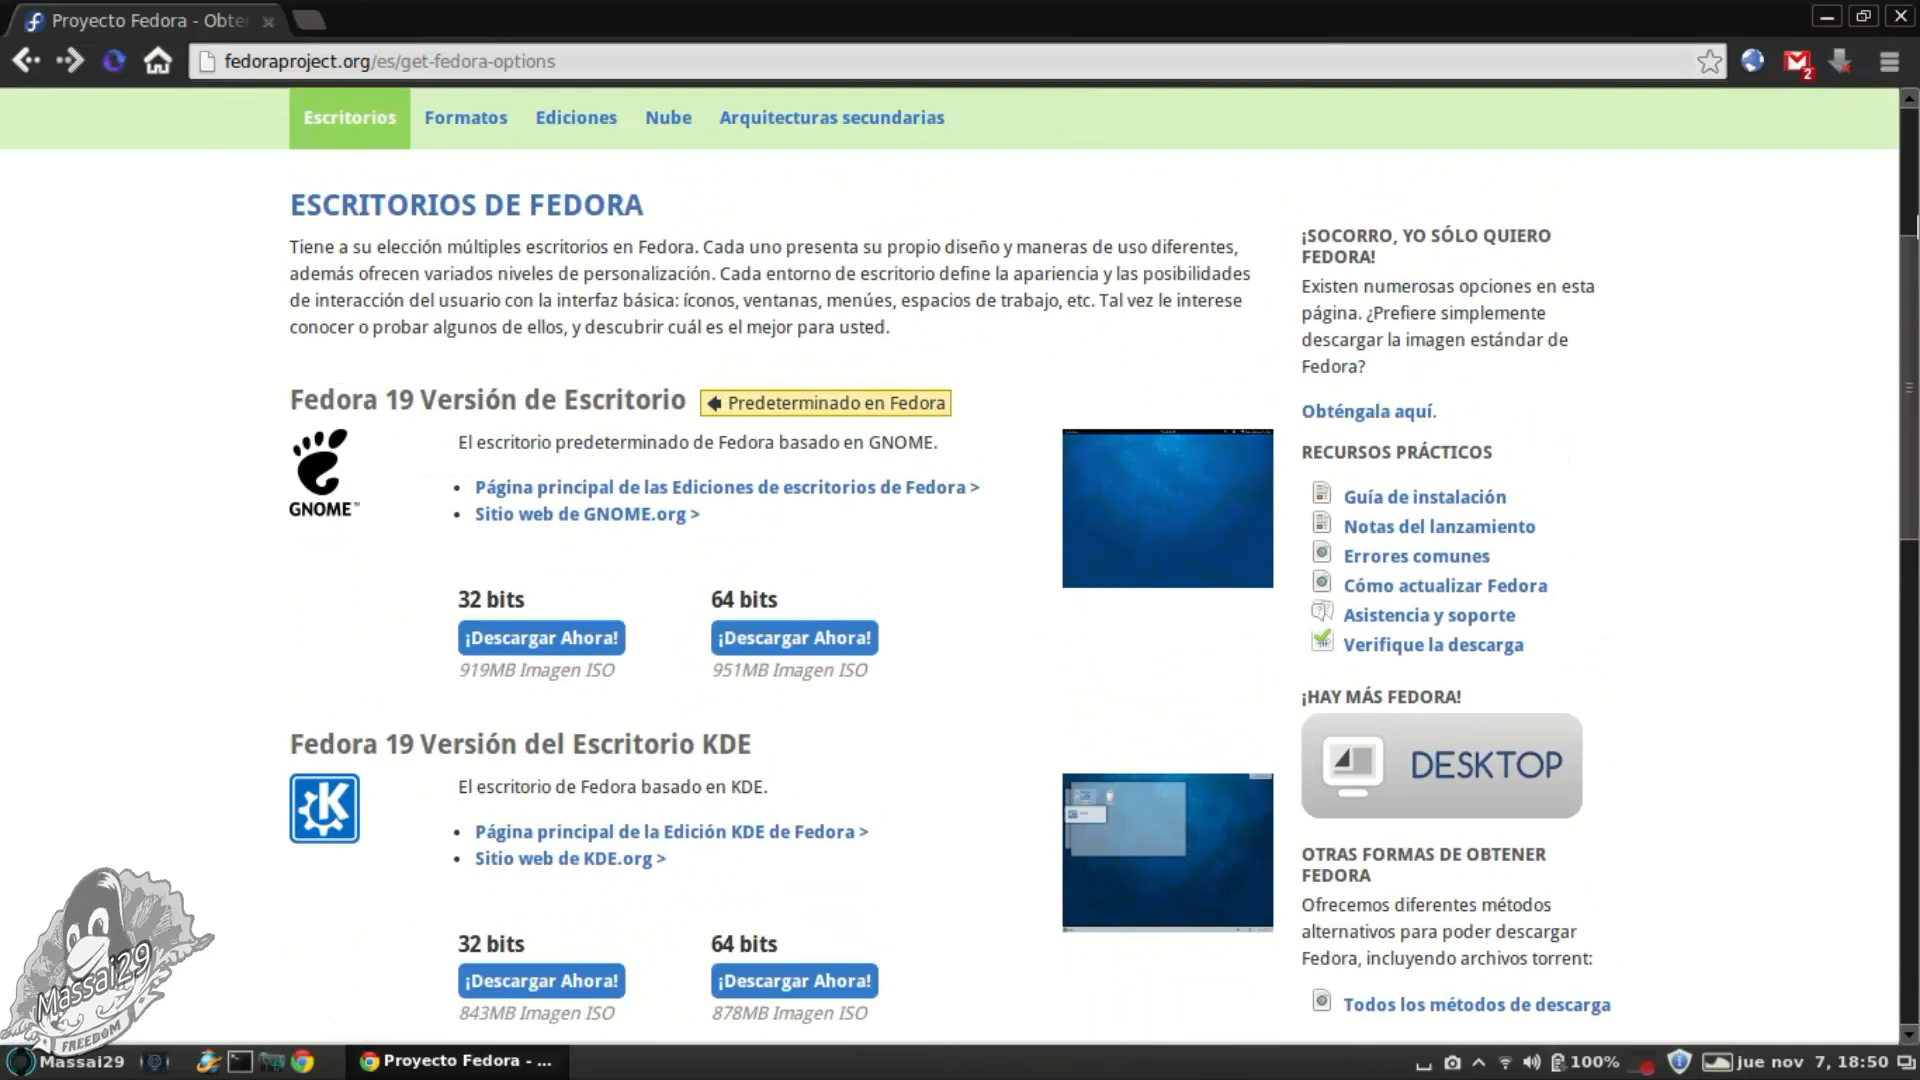 Proyecto Fedora - Obte
fedoraproject.org/es/get-fedora-options
2
Escritorios Formatos Ediciones Nube Arquitecturas secundarias
ESCRITORIOS DE FEDORA
Tiene a su elección múltiples escritorios en Fedora. Cada uno presenta su propio diseño y maneras de uso diferentes,
además ofrecen variados niveles de personalización. Cada entorno de escritorio define la apariencia y las posibilidades
de interacción del usuario con la interfaz básica: íconos, ventanas, menúes, espacios de trabajo, etc. Tal vez le interese
conocer o probar algunos de ellos, y descubrir cuál es el mejor para usted.
Fedora 19 Versión de Escritorio
Predeterminado en Fedora
GNOME™
El escritorio predeterminado de Fedora basado en GNOME.
• Página principal de las Ediciones de escritorios de Fedora >
• Sitio web de GNOME.org >
32 bits 64 bits
¡Descargar Ahora! ¡Descargar Ahora!
919MB Imagen ISO 951MB Imagen ISO
Fedora 19 Versión del Escritorio KDE
K
El escritorio de Fedora basado en KDE.
• Página principal de la Edición KDE de Fedora >
• Sitio web de KDE.org >
32 bits 64 bits
¡Descargar Ahora! ¡Descargar Ahora!
843MB Imagen ISO 878MB Imagen ISO
¡SOCORRO, YO SÓLO QUIERO
FEDORA!
Existen numerosas opciones en esta
página. ¿Prefiere simplemente
descargar la imagen estándar de
Fedora?
Obténgala aquí.
RECURSOS PRÁCTICOS
Guía de instalación
Notas del lanzamiento
Errores comunes
Cómo actualizar Fedora
Asistencia y soporte
Verifique la descarga
¡HAY MÁS FEDORA!
DESKTOP
OTRAS FORMAS DE OBTENER
FEDORA
Ofrecemos diferentes métodos
alternativos para poder descargar
Fedora, incluyendo archivos torrent:
Todos los métodos de descarga
Massai29
FREEDOM
Massai29
Proyecto Fedora - ...
100%
jue nov 7, 18:50